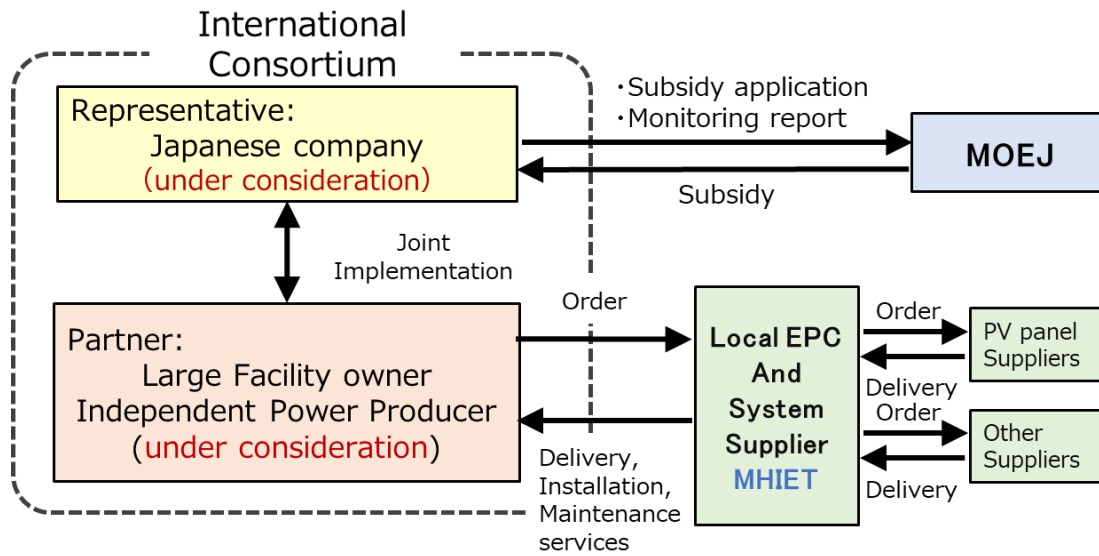 International
Consortium
Representative:
Japanese company
(under consideration)
・Subsidy application
・Monitoring report
MOEJ
Subsidy
Joint
Implementation
Partner:
Large Facility owner
Independent Power Producer
(under consideration)
Order
Delivery,
Installation,
Maintenance
services
Local EPC
And
System
Supplier
MHIET
Order
Delivery
PV panel
Suppliers
Order
Delivery
Other
Suppliers